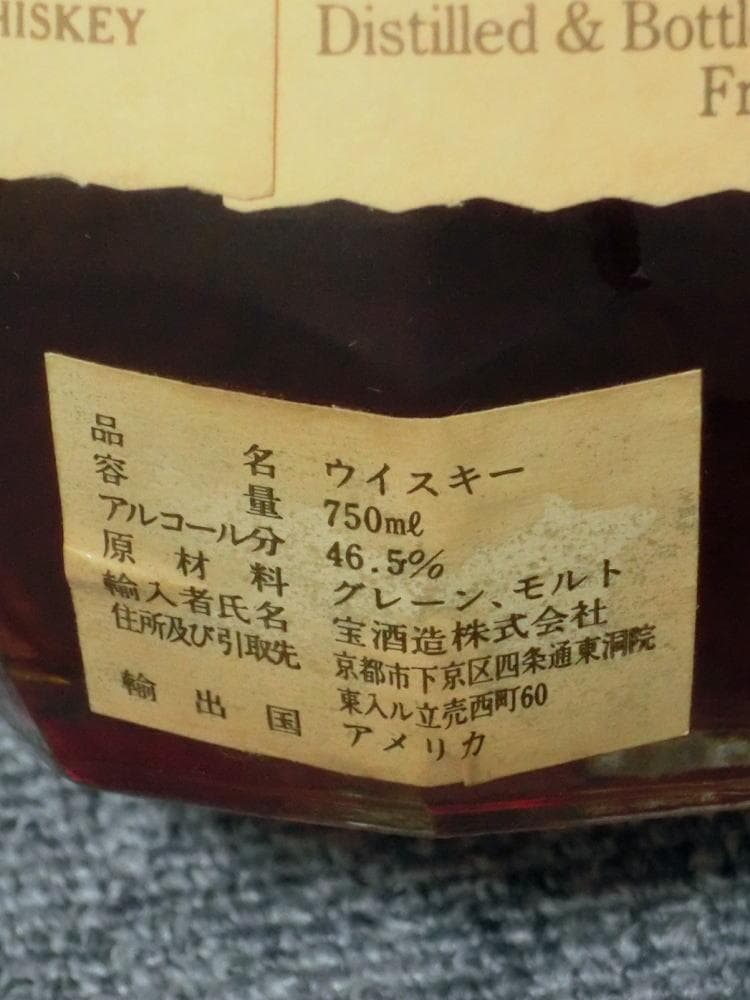 HISKEY
Distilled & Bottl
Fr
品名 ウイスキー
容量 750mℓ
アルコール分 46.5%
原材料 グレーン、モルト
輸入者氏名 宝酒造株式会社
住所及び引取先 京都市下京区四条通東洞院
東入ル立売西町60
輸出国 アメリカ